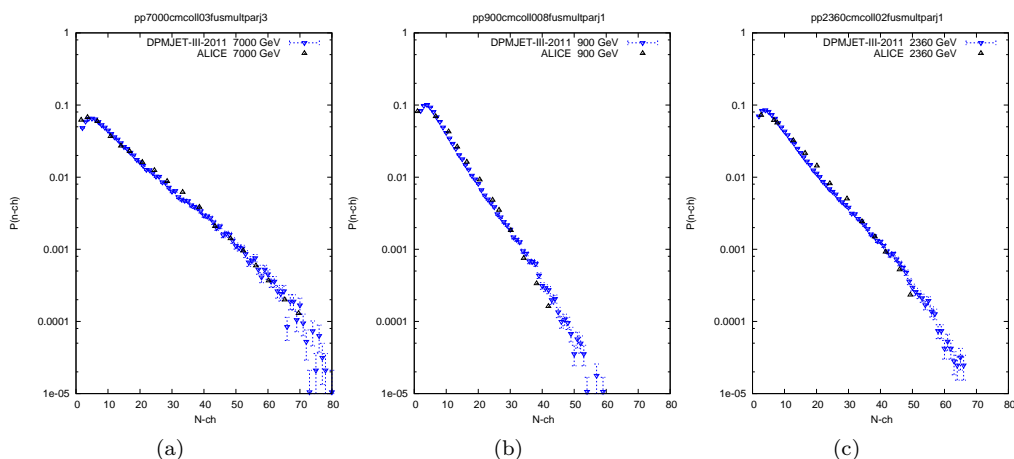 pp7000cmcoll03fusmultparj3
DPMJET-III-2011 7000 GeV
ALICE 7000 GeV
1
0.1
0.01
0.001
0.0001
1e-05
P(n-ch)
0 10 20 30 40 50 60 70 80
N-ch
(a)
pp900cmcoll008fusmultparj1
DPMJET-III-2011 900 GeV
ALICE 900 GeV
1
0.1
0.01
0.001
0.0001
1e-05
P(n-ch)
0 10 20 30 40 50 60 70 80
N-ch
(b)
pp2360cmcoll02fusmultparj1
DPMJET-III-2011 2360 GeV
ALICE 2360 GeV
1
0.1
0.01
0.001
0.0001
1e-05
P(n-ch)
0 10 20 30 40 50 60 70 80
N-ch
(c)